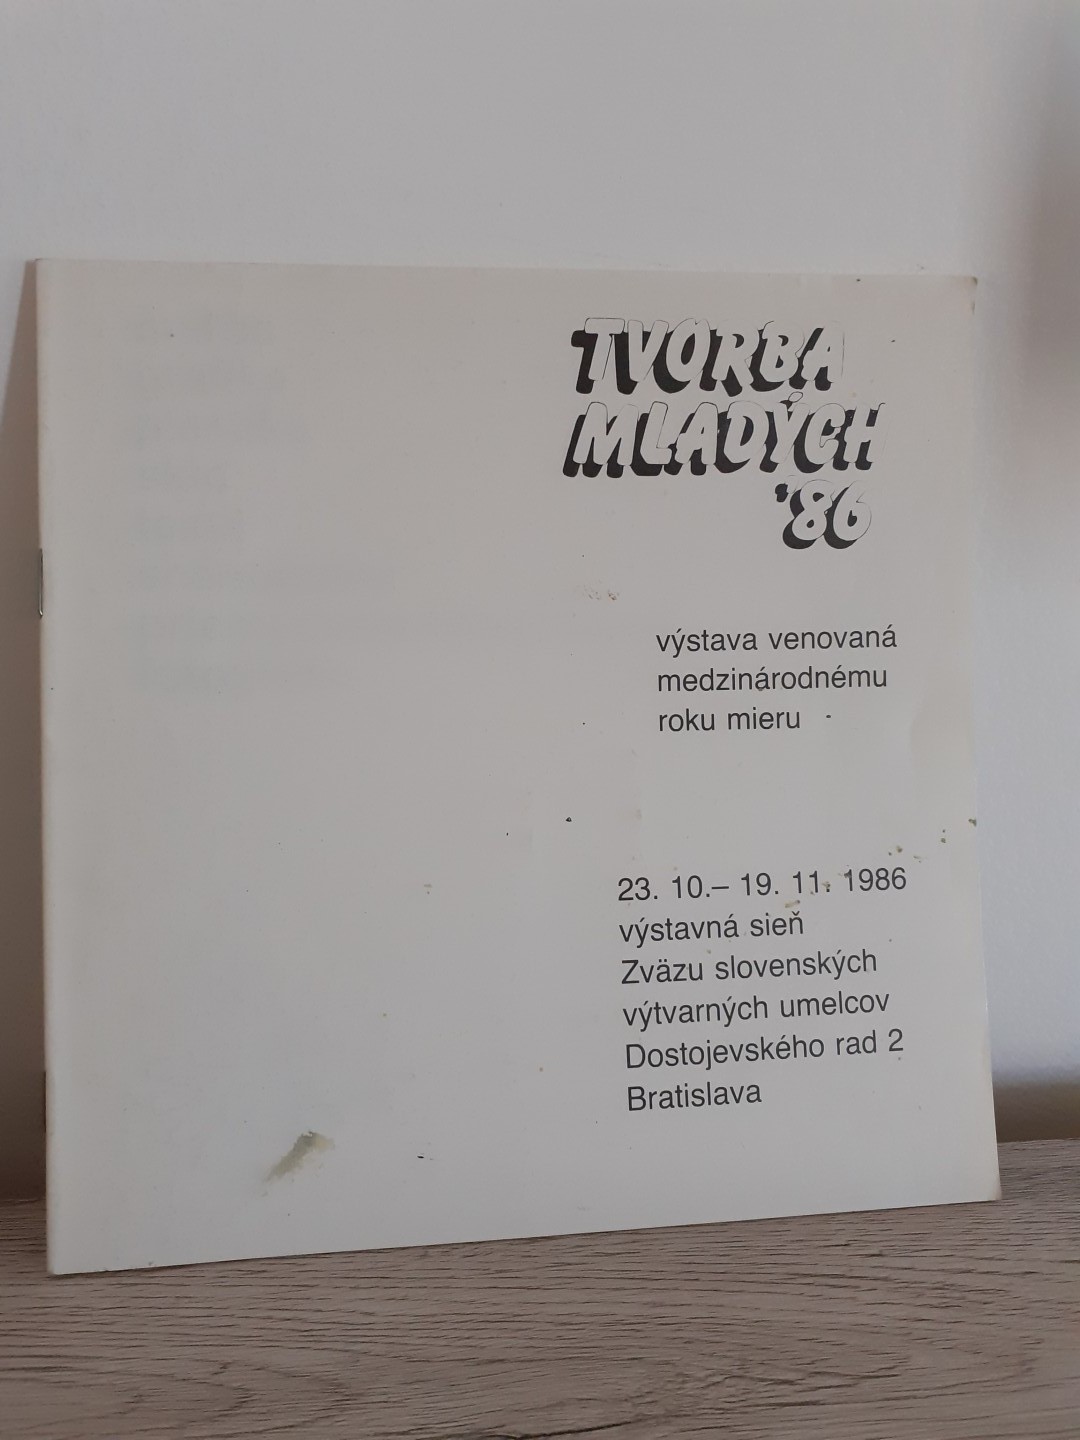 TVORBA
MLADÝCH
'86
výstava venovaná
medzinárodnému
roku mieru
23. 10.– 19. 11. 1986
výstavná sieň
Zväzu slovenských
výtvarných umelcov
Dostojevského rad 2
Bratislava